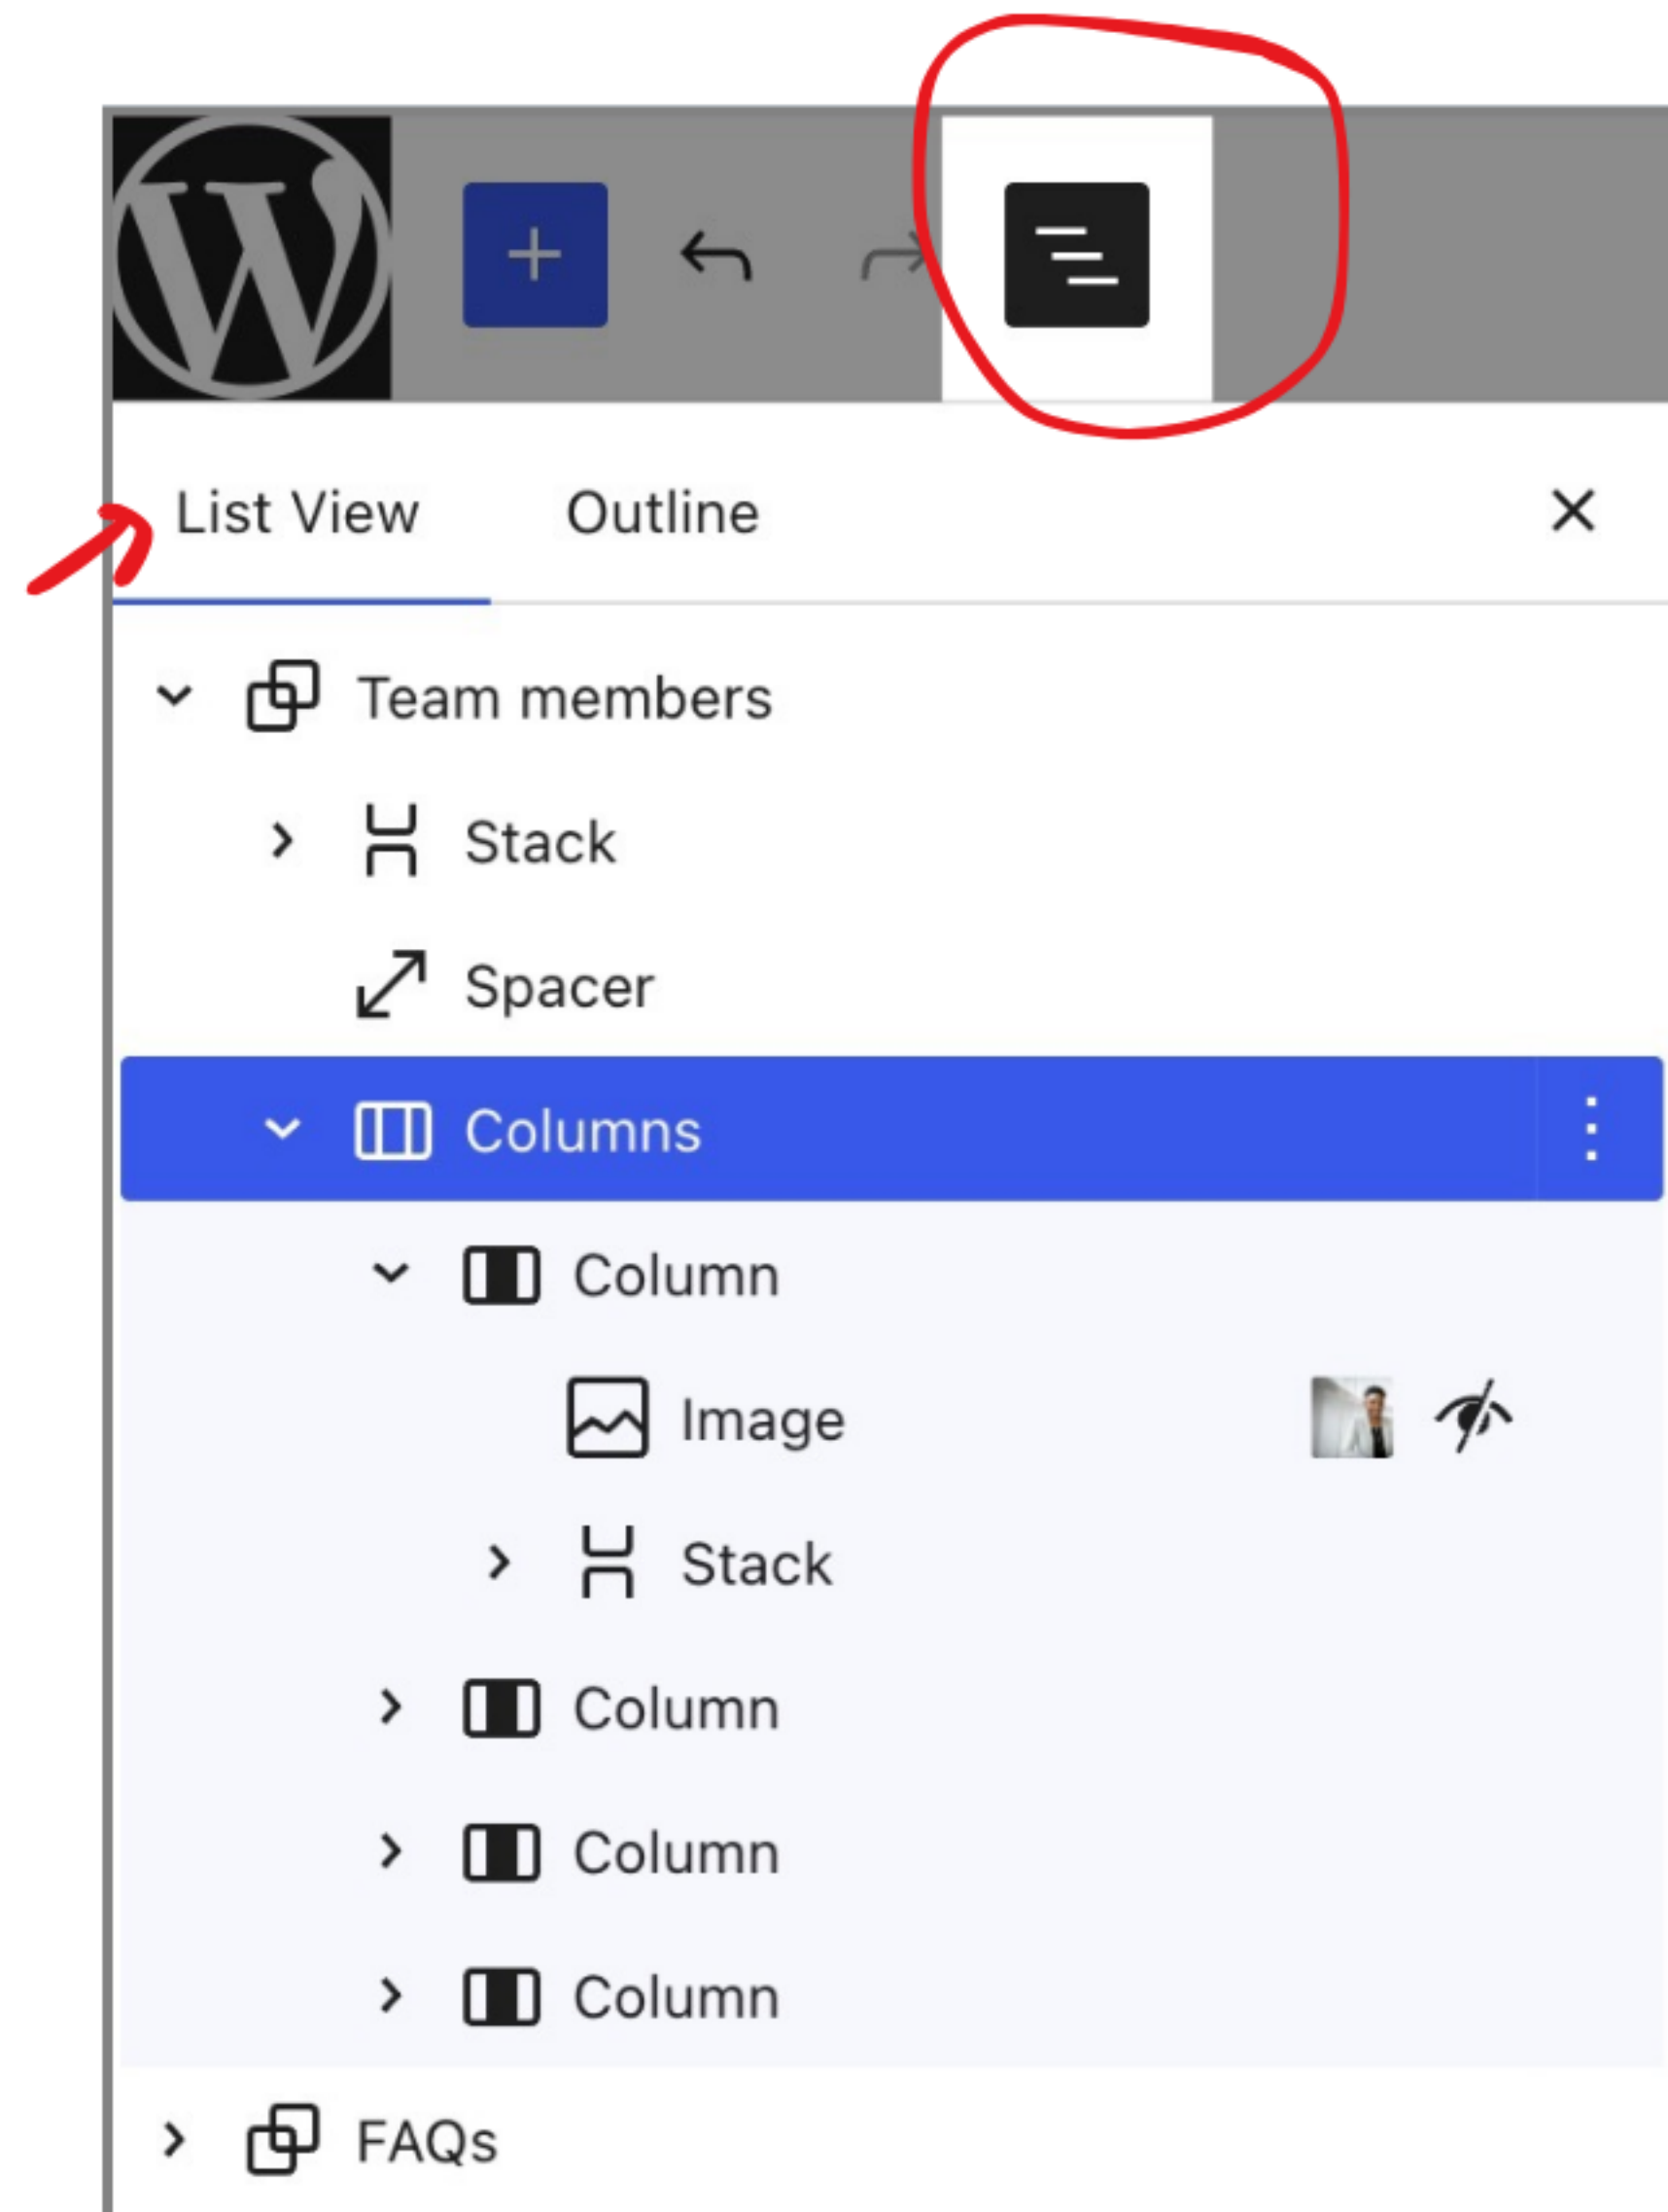 List View Outline
Team members
Stack
Spacer
Columns
Column
Image
Stack
Column
Column
Column
FAQs